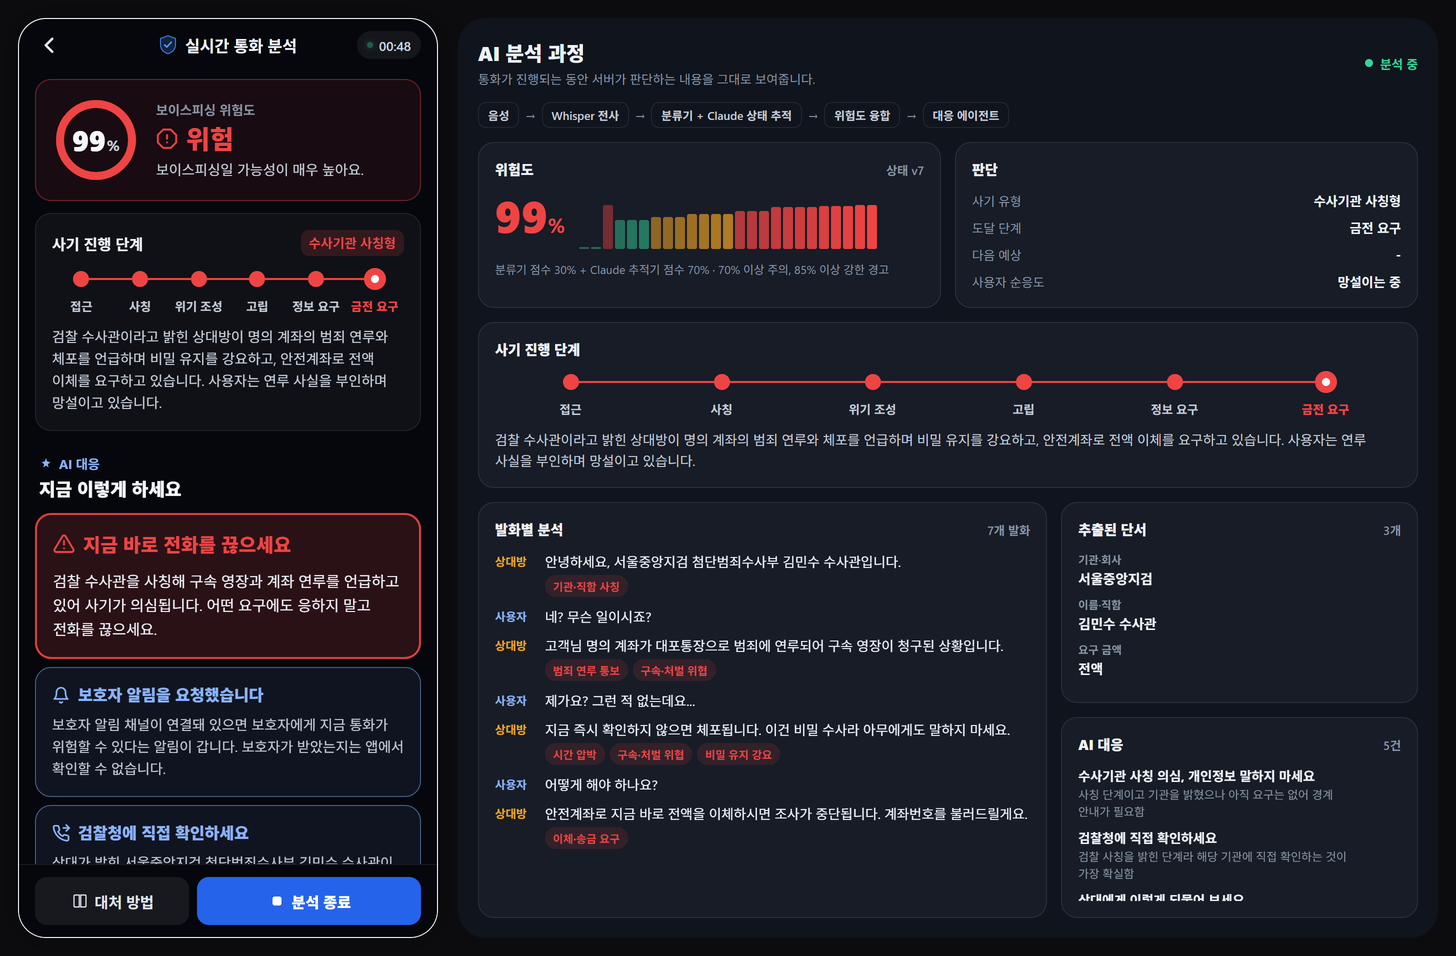 실시간 통화 분석
00:48
보이스피싱 위험도
99%
위험
보이스피싱일 가능성이 매우 높아요.
사기 진행 단계
수사기관 사칭형
접근
사칭
위기 조성
고립
정보 요구
금전 요구
검찰 수사관이라고 밝힌 상대방이 명의 계좌의 범죄 연루와
체포를 언급하며 비밀 유지를 강요하고, 안전계좌로 전액
이체를 요구하고 있습니다. 사용자는 연루 사실을 부인하며
망설이고 있습니다.
AI 대응
지금 이렇게 하세요
지금 바로 전화를 끊으세요
검찰 수사관을 사칭해 구속 영장과 계좌 연루를 언급하고
있어 사기가 의심됩니다. 어떤 요구에도 응하지 말고
전화를 끊으세요.
보호자 알림을 요청했습니다
보호자 알림 채널이 연결돼 있으면 보호자에게 지금 통화가
위험할 수 있다는 알림이 갑니다. 보호자가 받았는지는 앱에서
확인할 수 없습니다.
검찰청에 직접 확인하세요
상대가 밝힌 서울중앙지검 첨단범죄수사부 김민수 수사관이
대처 방법
분석 종료
AI 분석 과정
통화가 진행되는 동안 서버가 판단하는 내용을 그대로 보여줍니다.
분석 중
음성 → Whisper 전사 → 분류기 + Claude 상태 추적 → 위험도 융합 → 대응 에이전트
위험도
상태 v7
99%
분류기 점수 30% + Claude 추적기 점수 70% · 70% 이상 주의, 85% 이상 강한 경고
판단
사기 유형
수사기관 사칭형
도달 단계
금전 요구
다음 예상
-
사용자 순응도
망설이는 중
사기 진행 단계
접근
사칭
위기 조성
고립
정보 요구
금전 요구
검찰 수사관이라고 밝힌 상대방이 명의 계좌의 범죄 연루와 체포를 언급하며 비밀 유지를 강요하고, 안전계좌로 전액 이체를 요구하고 있습니다. 사용자는 연루
사실을 부인하며 망설이고 있습니다.
발화별 분석
7개 발화
상대방 안녕하세요, 서울중앙지검 첨단범죄수사부 김민수 수사관입니다.
기관·직함 사칭
사용자 네? 무슨 일이시죠?
상대방 고객님 명의 계좌가 대포통장으로 범죄에 연루되어 구속 영장이 청구된 상황입니다.
범죄 연루 통보 구속·처벌 위협
사용자 제가요? 그런 적 없는데요...
상대방 지금 즉시 확인하지 않으면 체포됩니다. 이건 비밀 수사라 아무에게도 말하지 마세요.
시간 압박 구속·처벌 위협 비밀 유지 강요
사용자 어떻게 해야 하나요?
상대방 안전계좌로 지금 바로 전액을 이체하시면 조사가 중단됩니다. 계좌번호를 불러드릴게요.
이체·송금 요구
추출된 단서
3개
기관·회사
서울중앙지검
이름·직함
김민수 수사관
요구 금액
전액
AI 대응
5건
수사기관 사칭 의심, 개인정보 말하지 마세요
사칭 단계이고 기관을 밝혔으나 아직 요구는 없어 경계
안내가 필요함
검찰청에 직접 확인하세요
검찰 사칭을 밝힌 단계라 해당 기관에 직접 확인하는 것이
가장 확실함
상대에게 이렇게 되물어 보세요